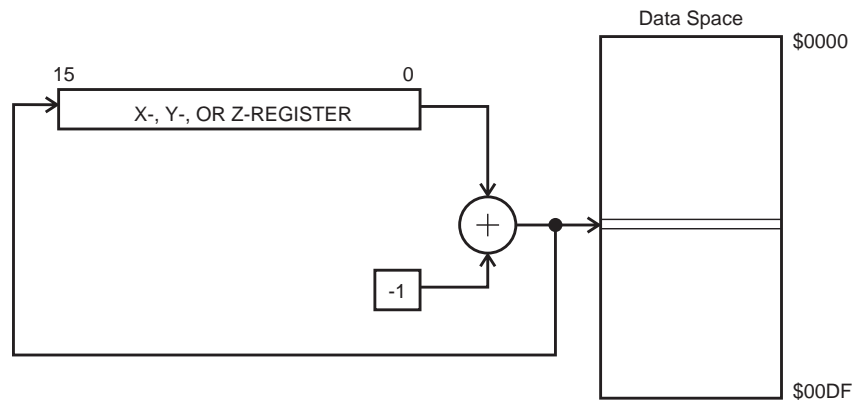 Data Space
$0000
15 0
X-, Y-, OR Z-REGISTER
+
-1
$00DF